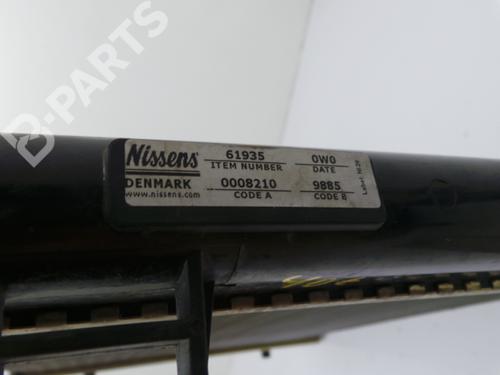 B-PARTS
Nissens
61935
ITEM NUMBER
0W0
DATE
DENMARK
www.nissens.com
0008210
CODE A
9885
CODE B